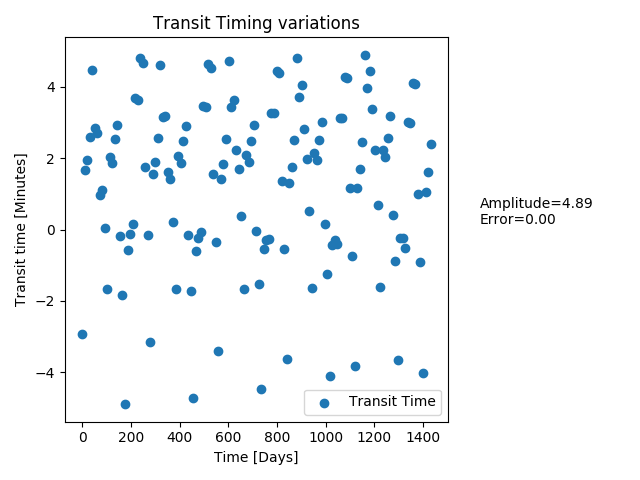 Transit Timing variations
Transit time [Minutes]
4
2
0
−2
−4
Amplitude=4.89
Error=0.00
Transit Time
0 200 400 600 800 1000 1200 1400
Time [Days]